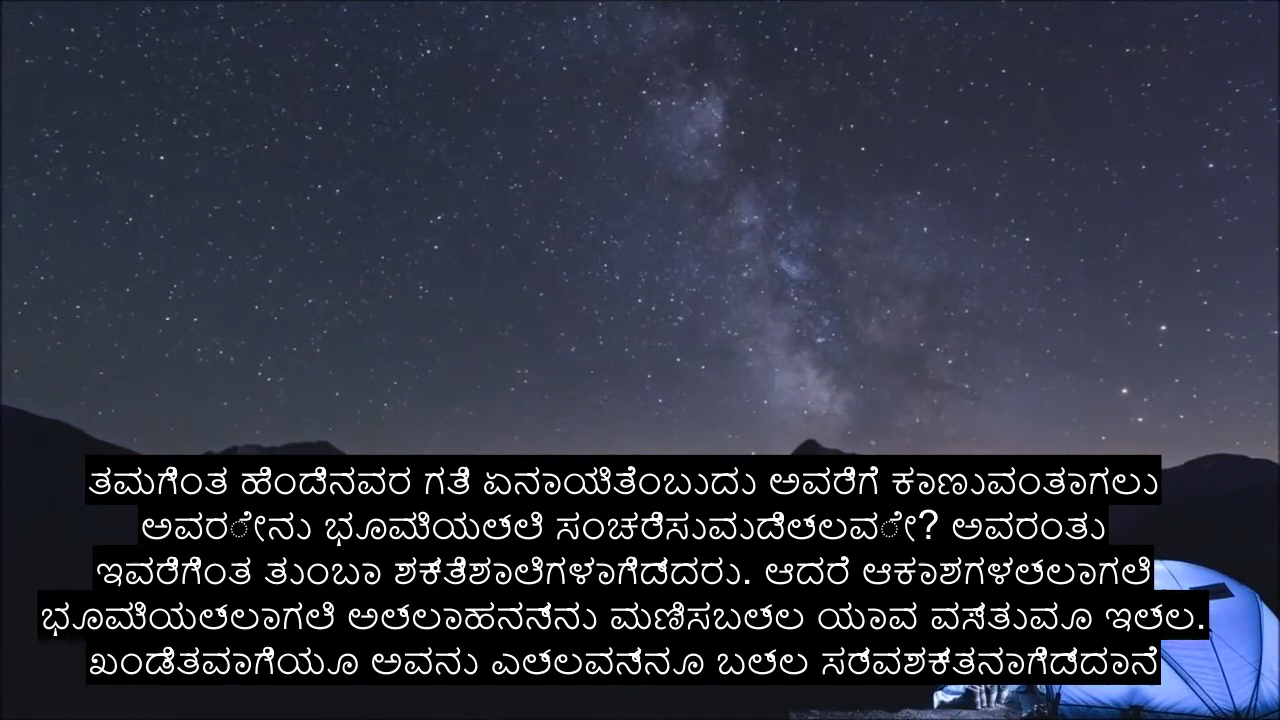 ತಮಗಿಂತ ಹಿಂದಿನವರ ಗತಿ ಏನಾಯಿತೆಂಬುದು ಅವರಿಗೆ ಕಾಣುವಂತಾಗಲು
ಅವರೇನು ಭೂಮಿಯಲ್ಲಿ ಸಂಚರಿಸುವುದಿಲ್ಲವೇ? ಅವರಂತು
ಇವರಿಗಿಂತ ತುಂಬಾ ಶಕ್ತಿಶಾಲಿಗಳಾಗಿದ್ದರು. ಆದರೆ ಆಕಾಶಗಳಲ್ಲಾಗಲಿ
ಭೂಮಿಯಲ್ಲಾಗಲಿ ಅಲ್ಲಾಹನನ್ನು ಮಣಿಸಬಲ್ಲ ಯಾವ ವಸ್ತುವೂ ಇಲ್ಲ.
ಖಂಡಿತವಾಗಿಯೂ ಅವನು ಎಲ್ಲವನ್ನೂ ಬಲ್ಲ ಸರ್ವಶಕ್ತನಾಗಿದ್ದಾನೆ